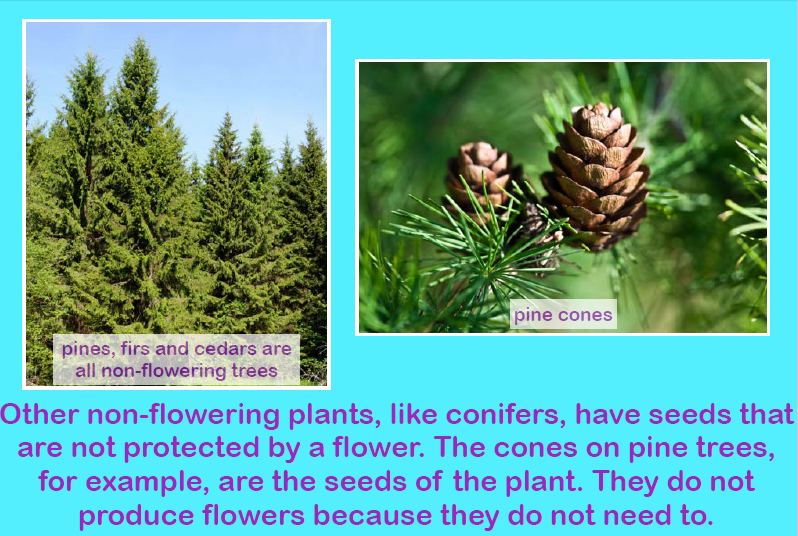 pines, firs and cedars are
all non-flowering trees
pine cones
Other non-flowering plants, like conifers, have seeds that
are not protected by a flower. The cones on pine trees,
for example, are the seeds of the plant. They do not
produce flowers because they do not need to.